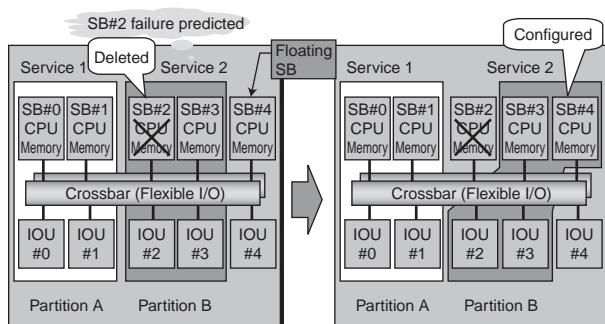 SB#2 failure predicted
Deleted
Floating
SB
Service 1
Service 2
SB#0
CPU
Memory
SB#1
CPU
Memory
SB#2
CPU
Memory
SB#3
CPU
Memory
SB#4
CPU
Memory
Crossbar (Flexible I/O)
IOU
#0
IOU
#1
IOU
#2
IOU
#3
IOU
#4
Partition A
Partition B
Configured
Service 1
Service 2
SB#0
CPU
Memory
SB#1
CPU
Memory
SB#2
CPU
Memory
SB#3
CPU
Memory
SB#4
CPU
Memory
Crossbar (Flexible I/O)
IOU
#0
IOU
#1
IOU
#2
IOU
#3
IOU
#4
Partition A
Partition B